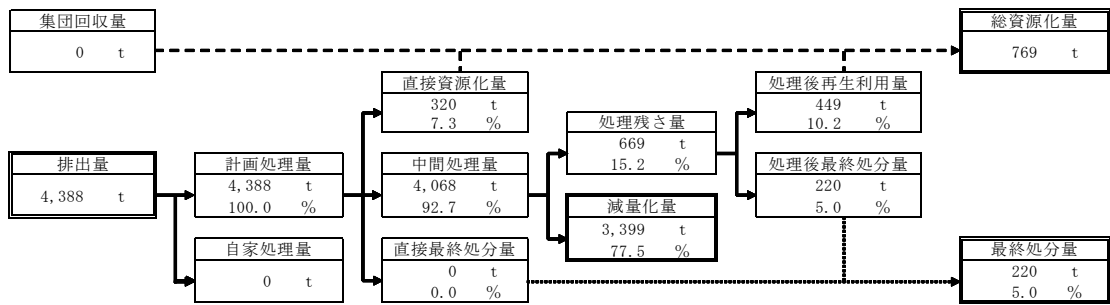 集団回収量
0 t
総資源化量
769 t
直接資源化量
320 t
7.3 %
処理後再生利用量
449 t
10.2 %
処理残さ量
669 t
15.2 %
排出量
4,388 t
計画処理量
4,388 t
100.0 %
中間処理量
4,068 t
92.7 %
処理後最終処分量
220 t
5.0 %
減量化量
3,399 t
77.5 %
自家処理量
0 t
直接最終処分量
0 t
0.0 %
最終処分量
220 t
5.0 %